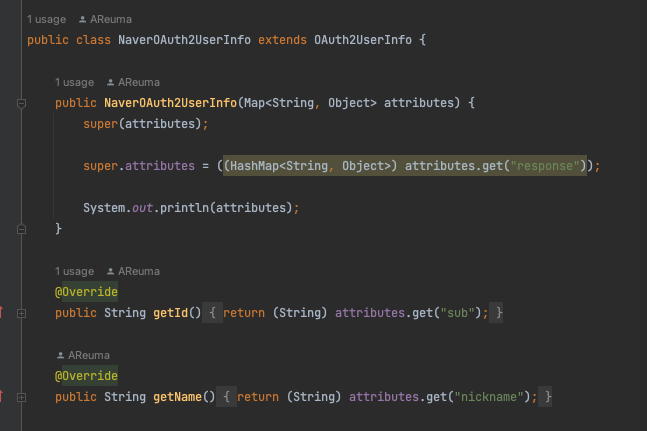 1 usage AReuma
public class NaverOAuth2UserInfo extends OAuth2UserInfo {
1 usage AReuma
public NaverOAuth2UserInfo(Map<String, Object> attributes) {
super(attributes);
super.attributes = ((HashMap<String, Object>) attributes.get("response"));
System.out.println(attributes);
}
1 usage AReuma
@Override
public String getId() { return (String) attributes.get("sub"); }
AReuma
@Override
public String getName() { return (String) attributes.get("nickname"); }